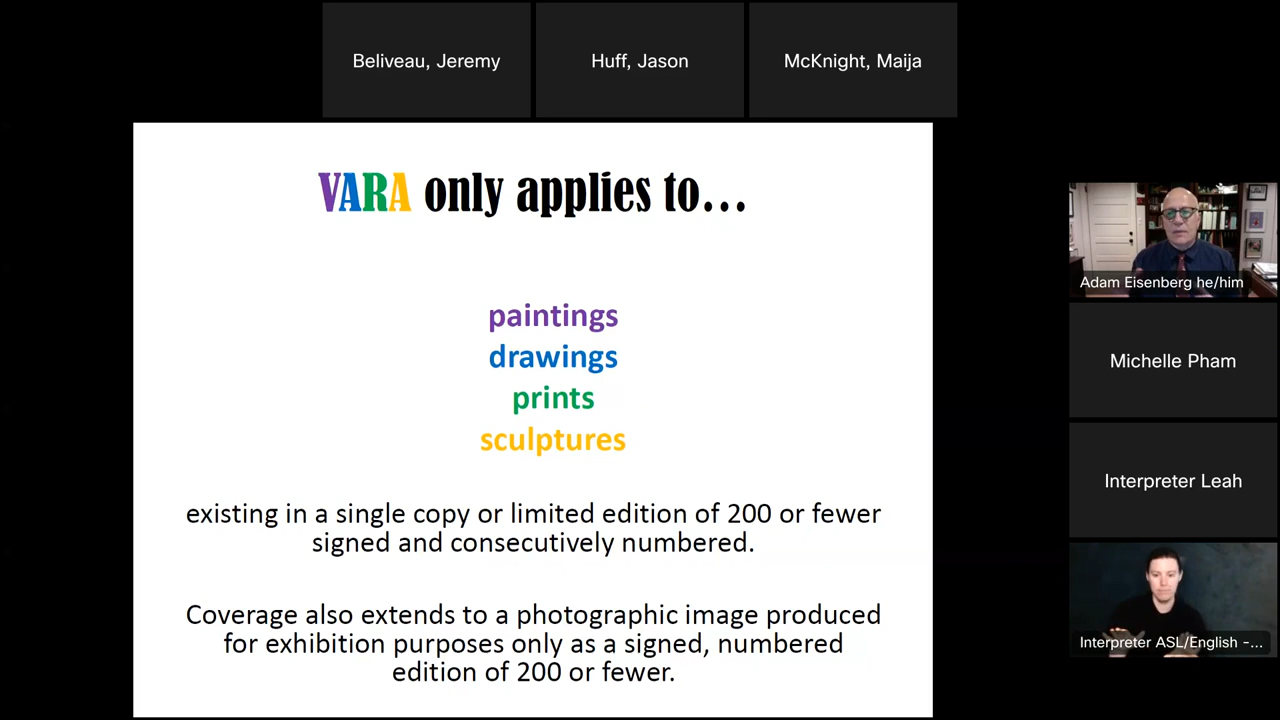 Beliveau, Jeremy
Huff, Jason
McKnight, Maija
VARA only applies to...
paintings
drawings
prints
sculptures
existing in a single copy or limited edition of 200 or fewer
signed and consecutively numbered.
Coverage also extends to a photographic image produced
for exhibition purposes only as a signed, numbered
edition of 200 or fewer.
Adam Eisenberg he/him
Michelle Pham
Interpreter Leah
Interpreter ASL/English -...